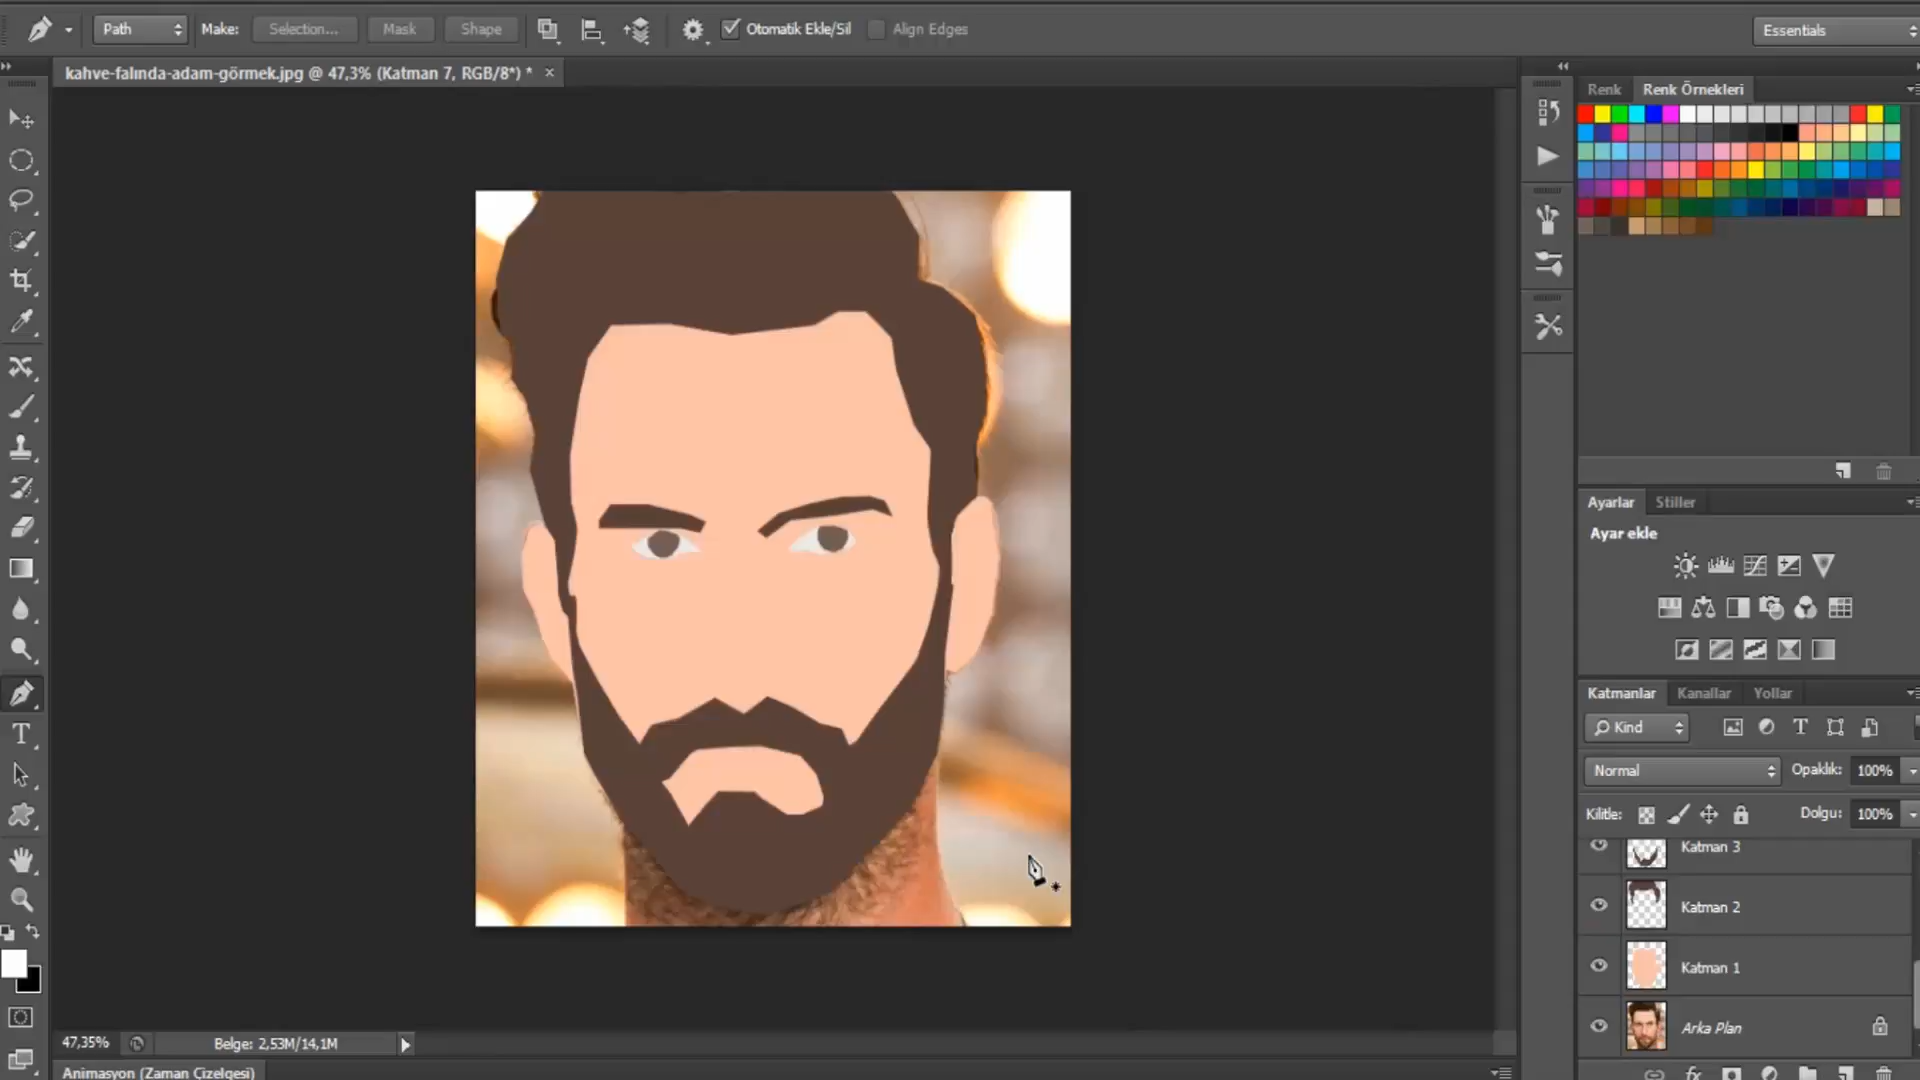 Path
Make:
Selection...
Mask
Shape
Otomatik Ekle/Sil
Align Edges
Essentials
kahve-falında-adam-görmek.jpg @ 47,3% (Katman 7, RGB/8*) *
Renk
Renk Örnekleri
Ayarlar
Stiller
Ayar ekle
Katmanlar
Kanallar
Yollar
Kind
Normal
Opaklık:
100%
Kilitle:
Dolgu:
100%
Katman 3
Katman 2
Katman 1
Arka Plan
47,35%
Belge: 2,53M/14,1M
Animasyon (Zaman Çizelgesi)